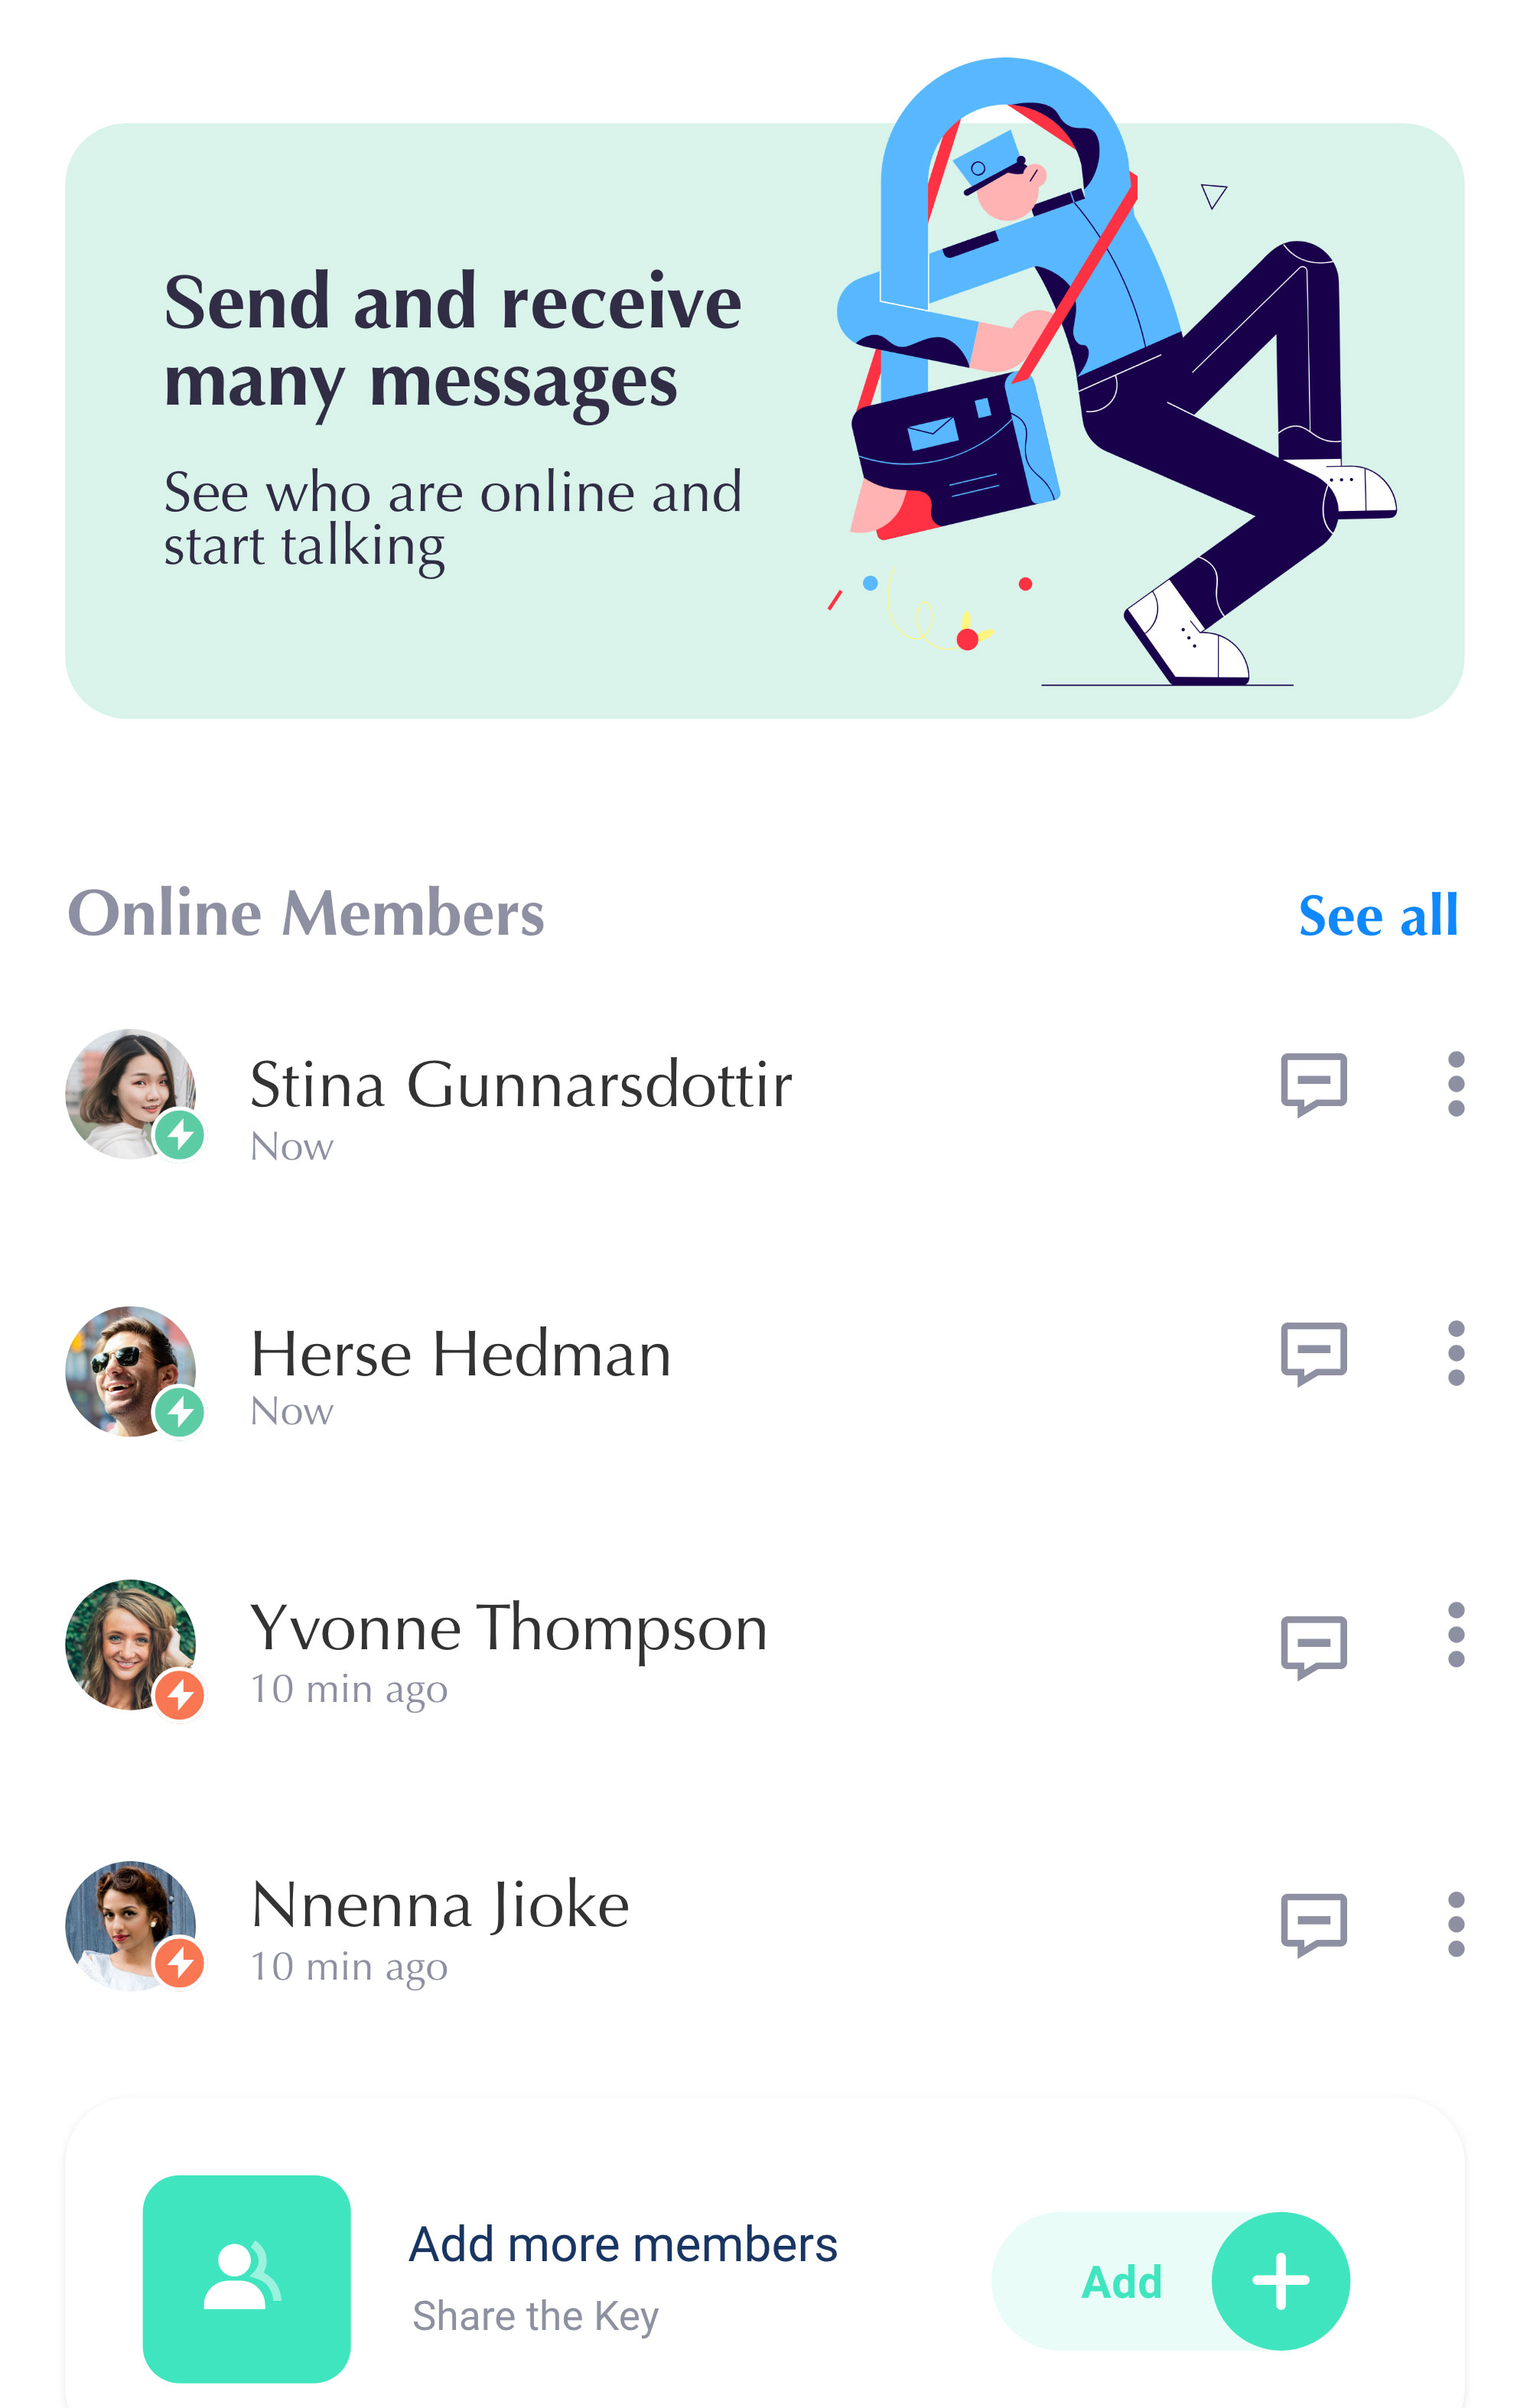 Send and receive
many messages
See who are online and
start talking
Online Members
See all
Stina Gunnarsdottir
Now
Herse Hedman
Now
Yvonne Thompson
10 min ago
Nnenna Jioke
10 min ago
Add more members
Share the Key
Add